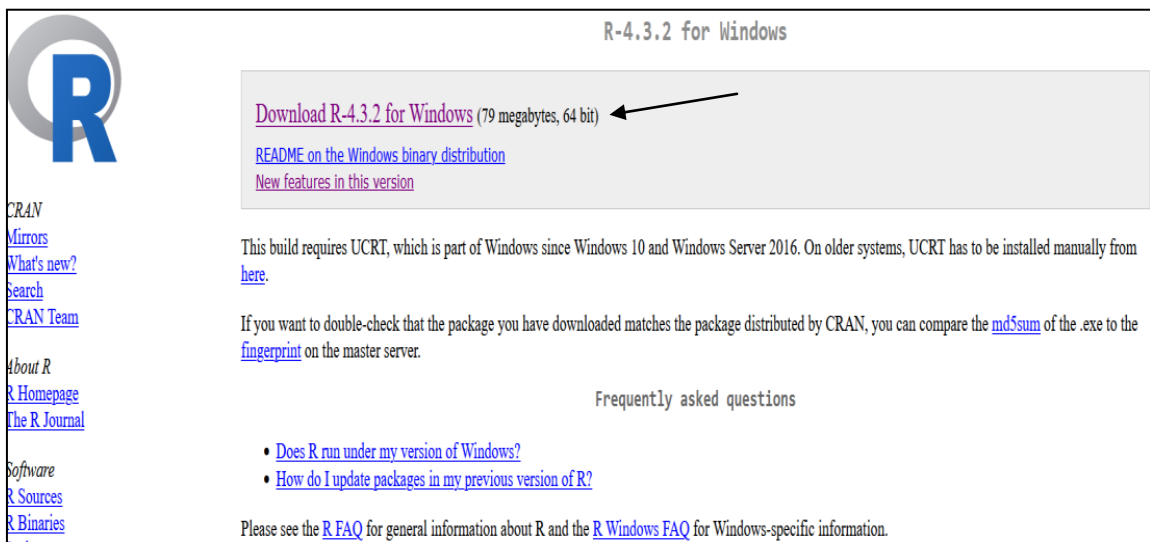 R
CRAN
Mirrors
What's new?
Search
CRAN Team
About R
R Homepage
The R Journal
Software
R Sources
R Binaries
R-4.3.2 for Windows
Download R-4.3.2 for Windows (79 megabytes, 64 bit)
README on the Windows binary distribution
New features in this version
This build requires UCRT, which is part of Windows since Windows 10 and Windows Server 2016. On older systems, UCRT has to be installed manually from
here.
If you want to double-check that the package you have downloaded matches the package distributed by CRAN, you can compare the md5sum of the .exe to the
fingerprint on the master server.
Frequently asked questions
• Does R run under my version of Windows?
• How do I update packages in my previous version of R?
Please see the R FAQ for general information about R and the R Windows FAQ for Windows-specific information.